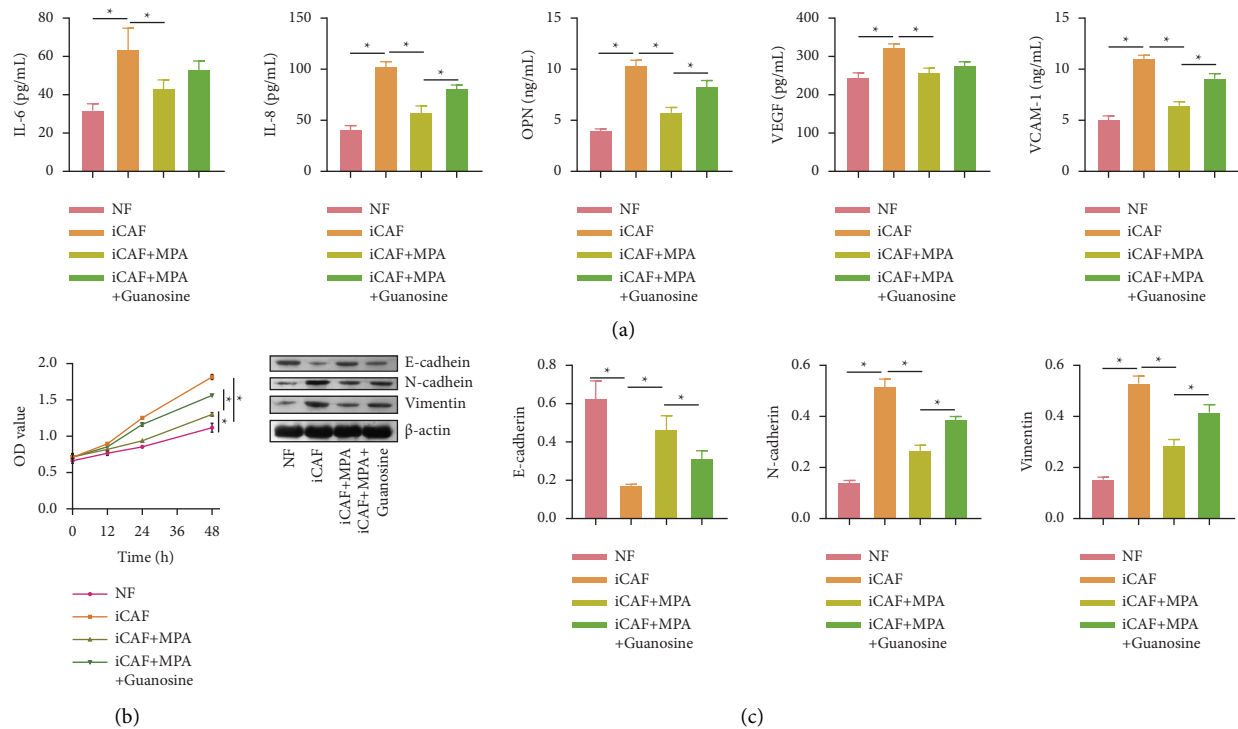 IL-6 (pg/mL)
80
60
40
20
0
*
*
NF
iCAF
iCAF+MPA
iCAF+MPA
+Guanosine
IL-8 (pg/mL)
150
100
50
0
*
*
*
NF
iCAF
iCAF+MPA
iCAF+MPA
+Guanosine
OPN (ng/mL)
15
10
5
0
*
*
*
NF
iCAF
iCAF+MPA
iCAF+MPA
+Guanosine
VEGF (pg/mL)
400
300
200
100
0
*
*
NF
iCAF
iCAF+MPA
iCAF+MPA
+Guanosine
VCAM-1 (ng/mL)
15
10
5
0
*
*
*
NF
iCAF
iCAF+MPA
iCAF+MPA
+Guanosine
(a)
OD value
2.0
1.5
1.0
0.5
0.0
0 12 24 36 48
Time (h)
*
*
*
NF
iCAF
iCAF+MPA
iCAF+MPA
+Guanosine
E-cadhein
N-cadhein
Vimentin
β-actin
NF
iCAF
iCAF+MPA
iCAF+MPA+
Guanosine
(b)
E-cadherin
0.8
0.6
0.4
0.2
0.0
*
*
*
NF
iCAF
iCAF+MPA
iCAF+MPA
+Guanosine
N-cadherin
0.6
0.4
0.2
0.0
*
*
*
NF
iCAF
iCAF+MPA
iCAF+MPA
+Guanosine
Vimentin
0.6
0.4
0.2
0.0
*
*
*
NF
iCAF
iCAF+MPA
iCAF+MPA
+Guanosine
(c)